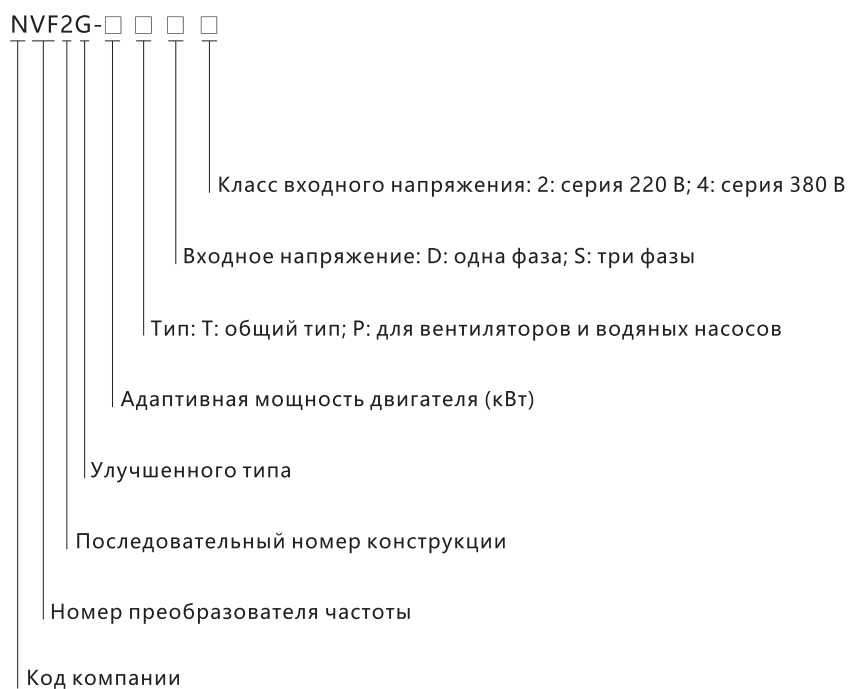 NVF2G-□ □ □ □
Класс входного напряжения: 2: серия 220 В; 4: серия 380 В
Входное напряжение: D: одна фаза; S: три фазы
Тип: T: общий тип; P: для вентиляторов и водяных насосов
Адаптивная мощность двигателя (кВт)
Улучшенного типа
Последовательный номер конструкции
Номер преобразователя частоты
Код компании